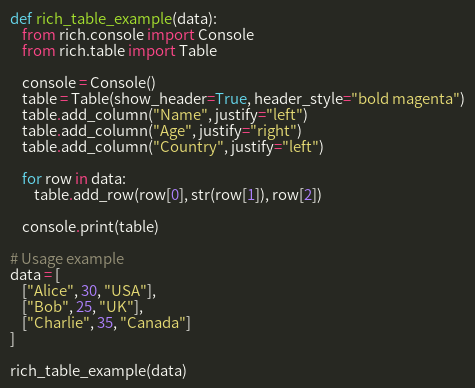 def rich_table_example(data):
    from rich.console import Console
    from rich.table import Table

    console = Console()
    table = Table(show_header=True, header_style="bold magenta")
    table.add_column("Name", justify="left")
    table.add_column("Age", justify="right")
    table.add_column("Country", justify="left")

    for row in data:
        table.add_row(row[0], str(row[1]), row[2])

    console.print(table)

# Usage example
data = [
    ["Alice", 30, "USA"],
    ["Bob", 25, "UK"],
    ["Charlie", 35, "Canada"]
]

rich_table_example(data)